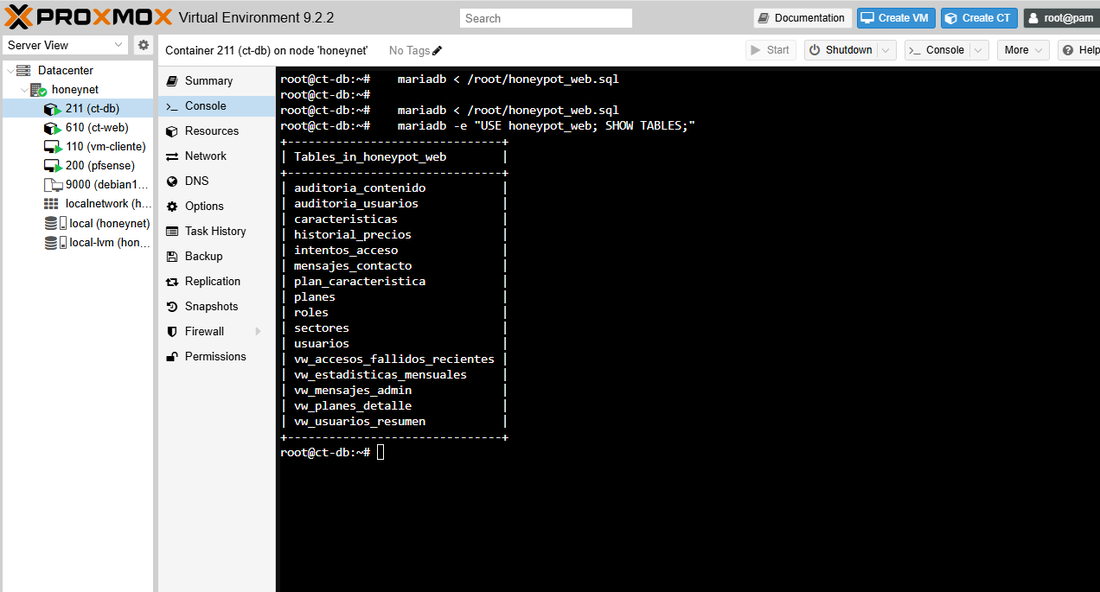 PROXMOX Virtual Environment 9.2.2 Search Documentation Create VM Create CT root@pam
Server View Container 211 (ct-db) on node 'honeynet' No Tags Start Shutdown >_ Console More Help
Datacenter
honeynet
211 (ct-db)
610 (ct-web)
110 (vm-cliente)
200 (pfsense)
9000 (debian1...
localnetwork (h...
local (honeynet)
local-lvm (hon...
Summary
>_ Console
Resources
Network
DNS
Options
Task History
Backup
Replication
Snapshots
Firewall
Permissions
root@ct-db:~# mariadb < /root/honeypot_web.sql
root@ct-db:~#
root@ct-db:~# mariadb < /root/honeypot_web.sql
root@ct-db:~# mariadb -e "USE honeypot_web; SHOW TABLES;"
+-------------------------------+
| Tables_in_honeypot_web |
+-------------------------------+
| auditoria_contenido |
| auditoria_usuarios |
| caracteristicas |
| historial_precios |
| intentos_acceso |
| mensajes_contacto |
| plan_caracteristica |
| planes |
| roles |
| sectores |
| usuarios |
| vw_accesos_fallidos_recientes |
| vw_estadisticas_mensuales |
| vw_mensajes_admin |
| vw_planes_detalle |
| vw_usuarios_resumen |
+-------------------------------+
root@ct-db:~#